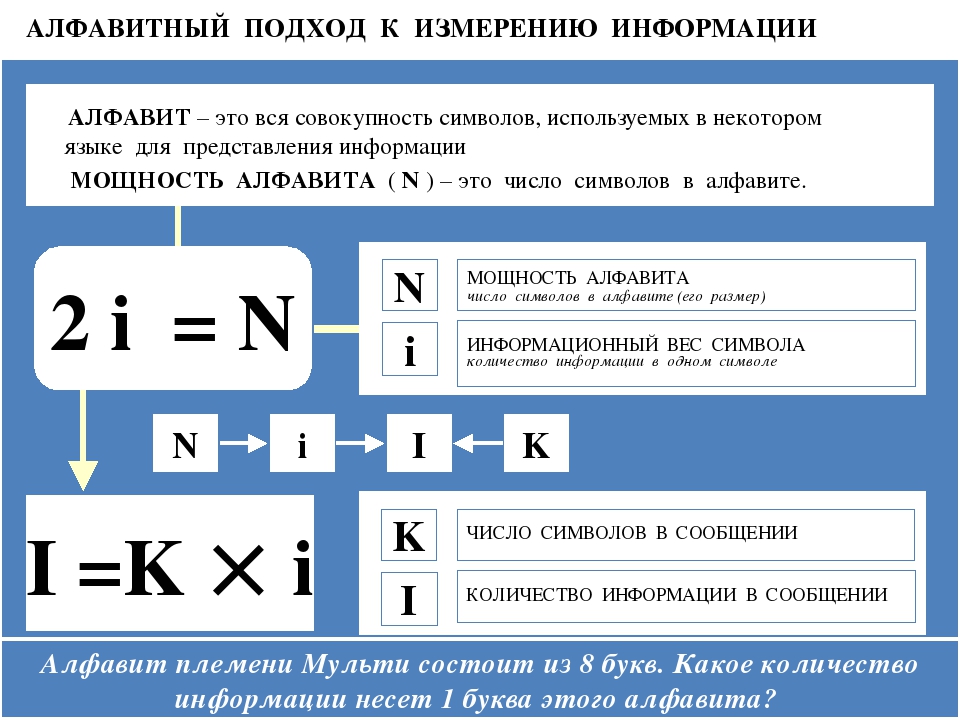 АЛФАВИТНЫЙ ПОДХОД К ИЗМЕРЕНИЮ ИНФОРМАЦИИ
АЛФАВИТ – это вся совокупность символов, используемых в некотором
языке для представления информации
МОЩНОСТЬ АЛФАВИТА ( N ) – это число символов в алфавите.
2 i = N
N
МОЩНОСТЬ АЛФАВИТА
число символов в алфавите (его размер)
i
ИНФОРМАЦИОННЫЙ ВЕС СИМВОЛА
количество информации в одном символе
N i I K
I =K × i
K
ЧИСЛО СИМВОЛОВ В СООБЩЕНИИ
I
КОЛИЧЕСТВО ИНФОРМАЦИИ В СООБЩЕНИИ
Алфавит племени Мульти состоит из 8 букв. Какое количество
информации несет 1 буква этого алфавита?